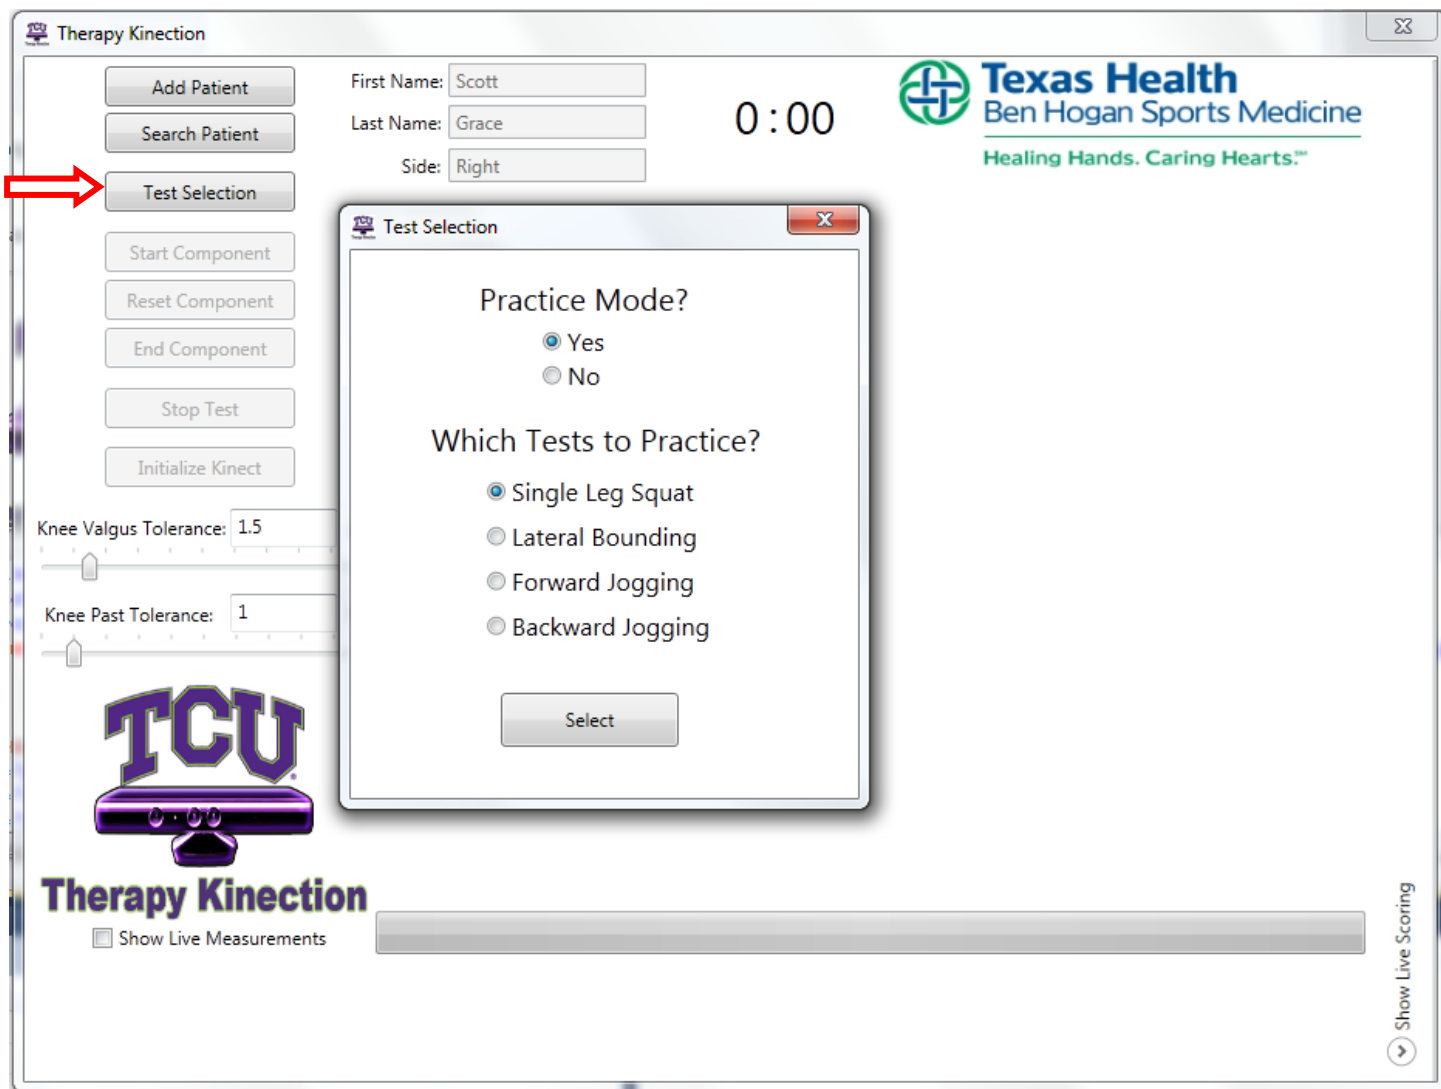 Therapy Kinection
Add Patient
Search Patient
Test Selection
Start Component
Reset Component
End Component
Stop Test
Initialize Kinect
Knee Valgus Tolerance: 1.5
Knee Past Tolerance: 1
First Name: Scott
Last Name: Grace
Side: Right
0:00
Texas Health
Ben Hogan Sports Medicine
Healing Hands. Caring Hearts.℠
Test Selection
Practice Mode?
Yes
No
Which Tests to Practice?
Single Leg Squat
Lateral Bounding
Forward Jogging
Backward Jogging
Select
TCU
Therapy Kinection
Show Live Measurements
Show Live Scoring